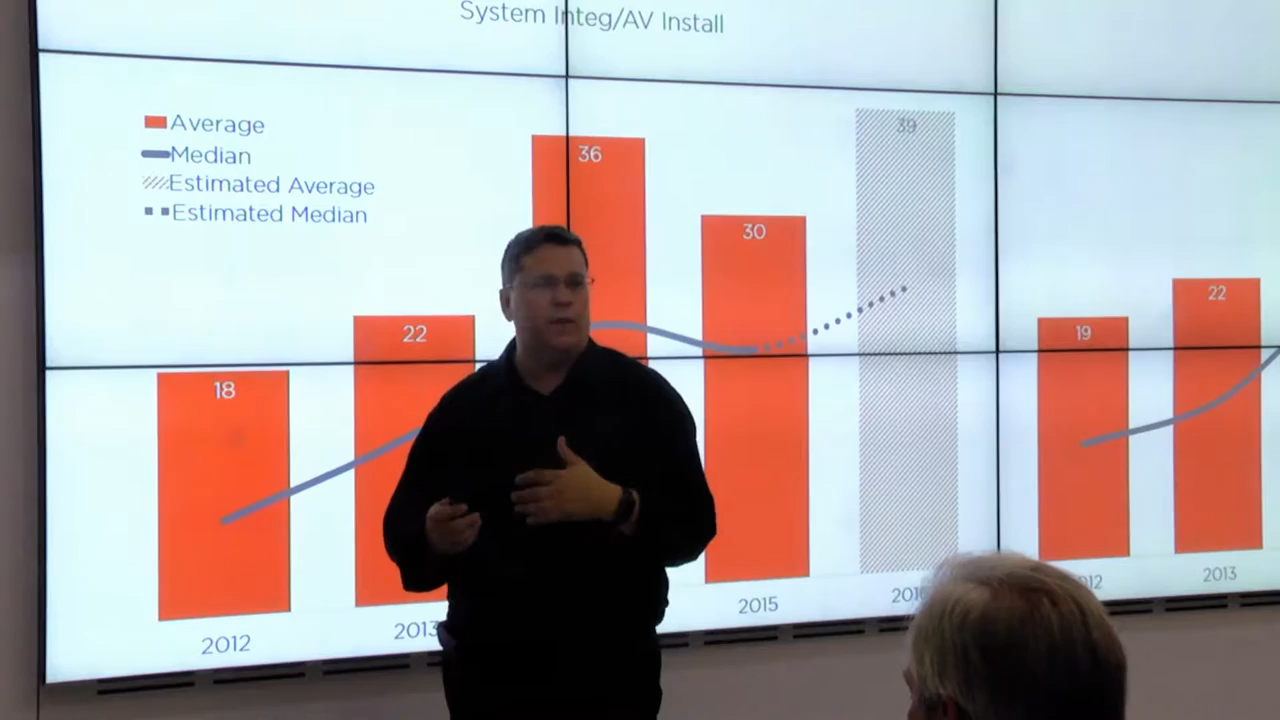 System Integ/AV Install
Average
Median
Estimated Average
Estimated Median
39
36
30
22
18
22
19
2012
2013
2015
2013